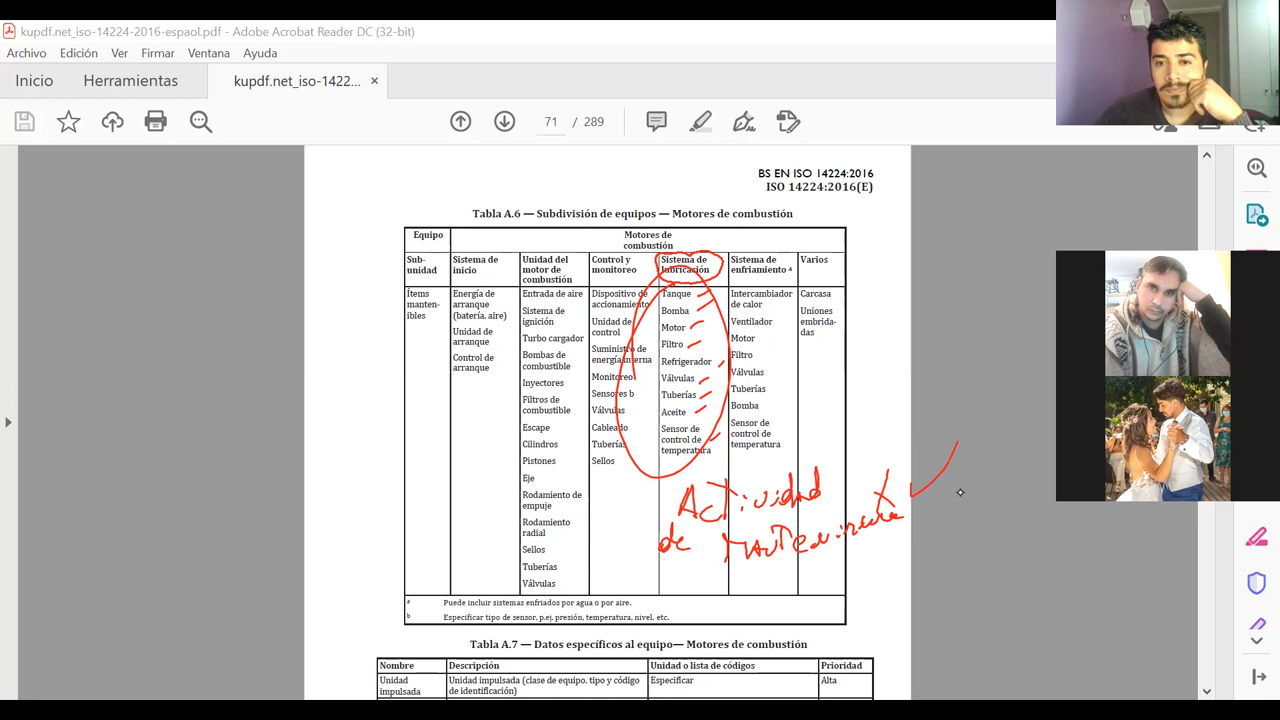 kupdf.net_iso-14224-2016-espaol.pdf - Adobe Acrobat Reader DC (32-bit)
Archivo Edición Ver Firmar Ventana Ayuda
Inicio Herramientas kupdf.net_iso-1422... ×
71 / 289
BS EN ISO 14224:2016
ISO 14224:2016(E)
Tabla A.6 — Subdivisión de equipos — Motores de combustión
Equipo
Motores de
combustión
Sub-
unidad
Sistema de
inicio
Unidad del
motor de
combustión
Control y
monitoreo
Sistema de
lubricación
Sistema de
enfriamiento a
Varios
Ítems
manten-
ibles
Energía de
arranque
(batería, aire)
Unidad de
arranque
Control de
arranque
Entrada de aire
Sistema de
ignición
Turbo cargador
Bombas de
combustible
Inyectores
Filtros de
combustible
Escape
Cilindros
Pistones
Eje
Rodamiento de
empuje
Rodamiento
radial
Sellos
Tuberías
Válvulas
Dispositivo de
accionamiento
Unidad de
control
Suministro de
energía interna
Monitoreo
Sensores b
Válvulas
Cableado
Tuberías
Sellos
Tanque
Bomba
Motor
Filtro
Refrigerador
Válvulas
Tuberías
Aceite
Sensor de
control de
temperatura
Intercambiador
de calor
Ventilador
Motor
Filtro
Válvulas
Tuberías
Bomba
Sensor de
control de
temperatura
Carcasa
Uniones
embrida-
das
Actividad
de
a Puede incluir sistemas enfriados por agua o por aire.
b Especificar tipo de sensor, p.ej. presión, temperatura, nivel, etc.
Tabla A.7 — Datos específicos al equipo— Motores de combustión
Nombre Descripción Unidad o lista de códigos Prioridad
Unidad
impulsada
Unidad impulsada (clase de equipo, tipo y código
de identificación)
Especificar
Alta